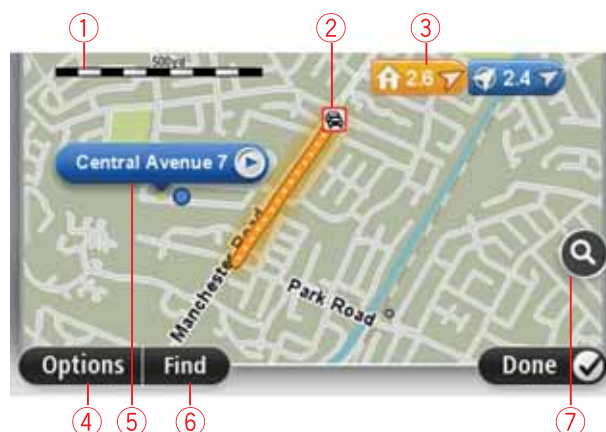 ① ② ③
500yd
2.6 2.4
Central Avenue 7
Manchester Road
Park Road
Options Find Done
④ ⑤ ⑥ ⑦